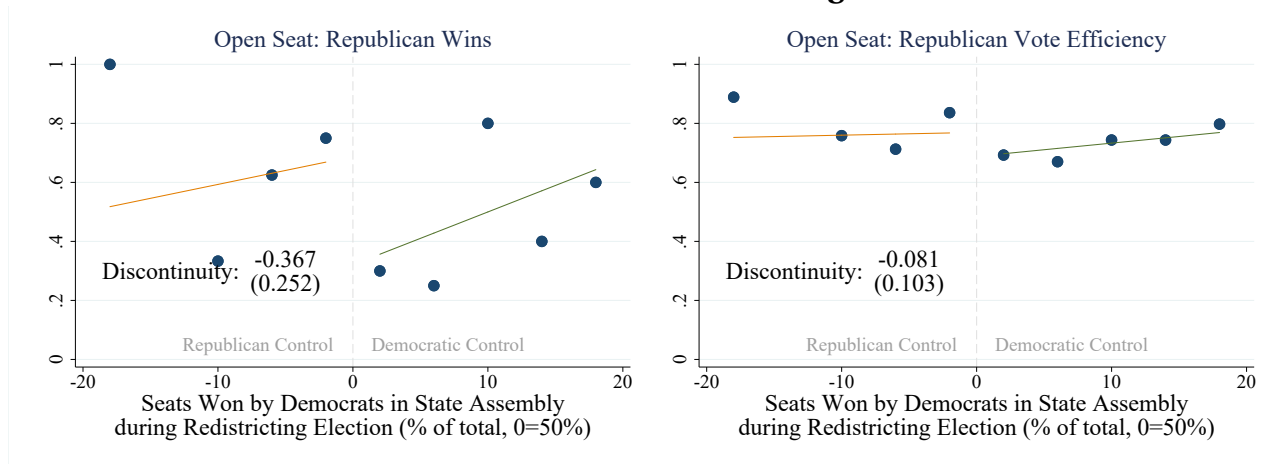 Open Seat: Republican Wins
1
.8
.6
.4
.2
0
Discontinuity: -0.367
(0.252)
Republican Control Democratic Control
-20 -10 0 10 20
Seats Won by Democrats in State Assembly
during Redistricting Election (% of total, 0=50%)
Open Seat: Republican Vote Efficiency
1
.8
.6
.4
.2
0
Discontinuity: -0.081
(0.103)
Republican Control Democratic Control
-20 -10 0 10 20
Seats Won by Democrats in State Assembly
during Redistricting Election (% of total, 0=50%)